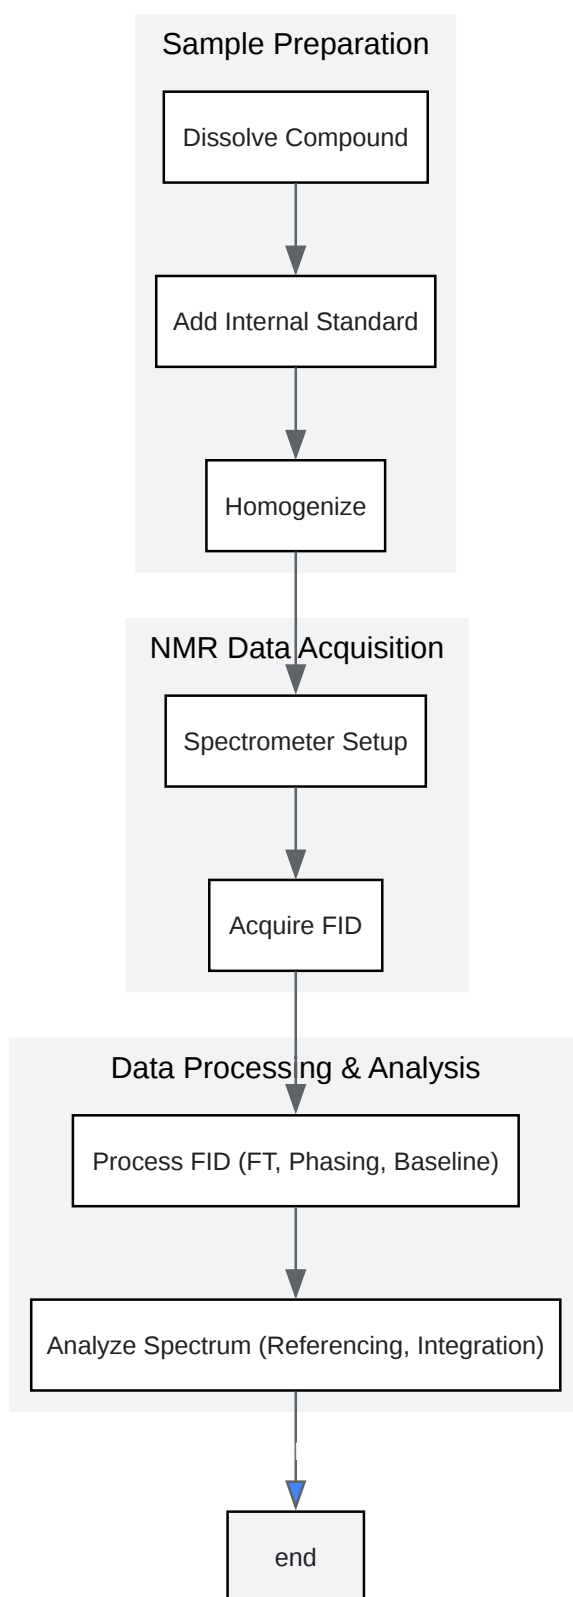 Sample Preparation
Dissolve Compound
Add Internal Standard
Homogenize
NMR Data Acquisition
Spectrometer Setup
Acquire FID
Data Processing & Analysis
Process FID (FT, Phasing, Baseline)
Analyze Spectrum (Referencing, Integration)
end